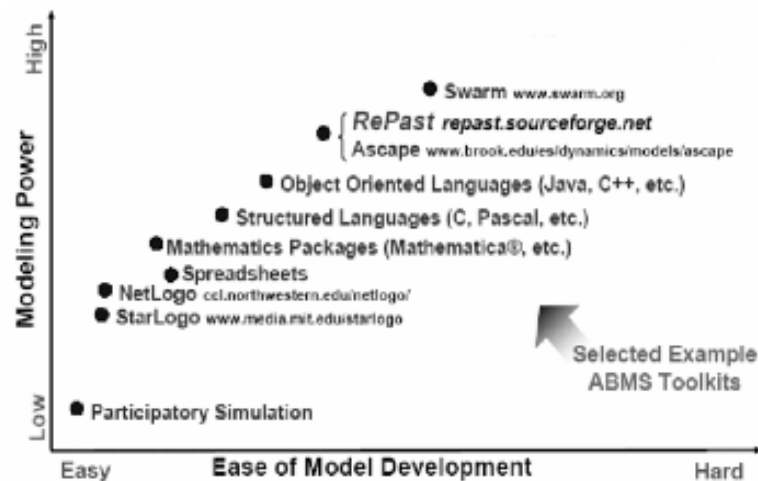 High
Swarm www.swarm.org
RePast repast.sourceforge.net
Ascape www.brook.edu/es/dynamics/models/ascape
Object Oriented Languages (Java, C++, etc.)
Structured Languages (C, Pascal, etc.)
Mathematics Packages (Mathematica®, etc.)
Spreadsheets
NetLogo ccl.northwestern.edu/netlogo/
StarLogo www.media.mit.edu/starlogo
Modeling Power
Selected Example
ABMS Toolkits
Participatory Simulation
Low
Easy Ease of Model Development Hard